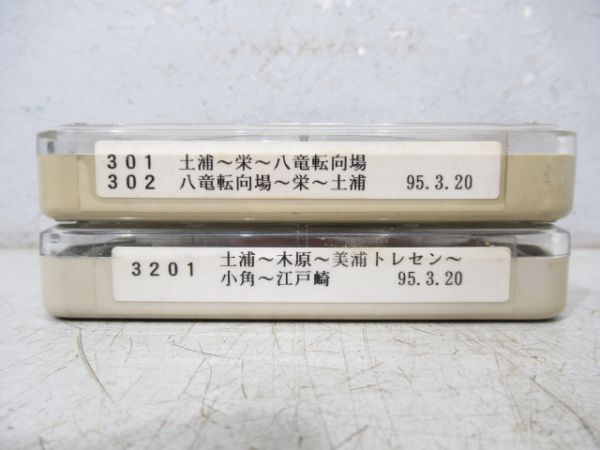 301 土浦～栄～八竜転向場
302 八竜転向場～栄～土浦 95.3.20
3201 土浦～木原～美浦トレセン～
小角～江戸崎 95.3.20